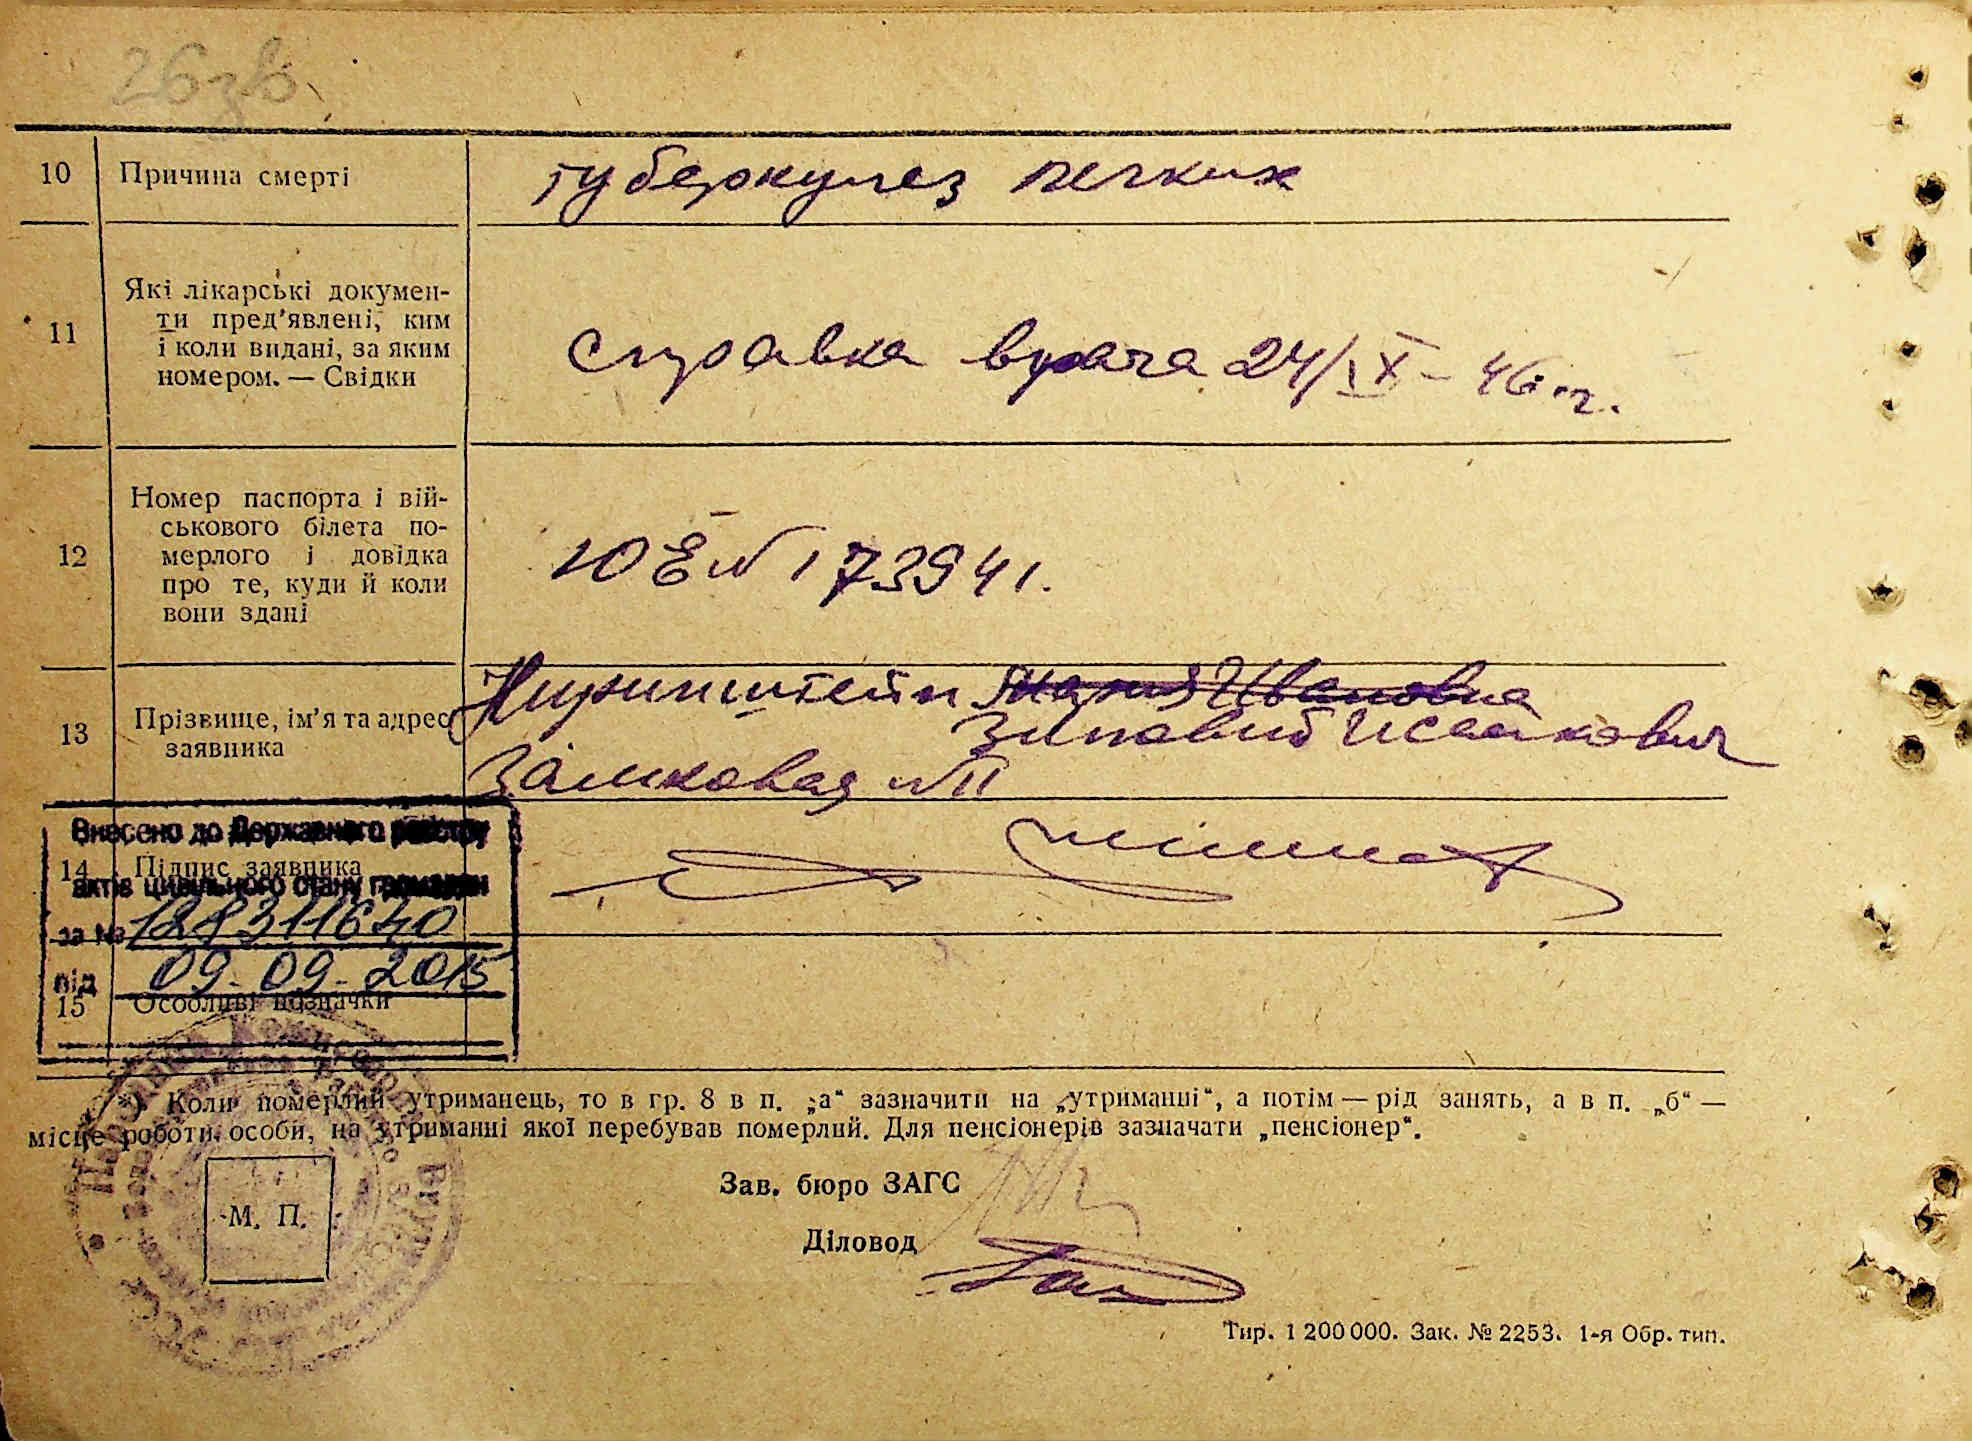 26зв
10 Причина смерті туберкулез легких
11 Які лікарські докумен-
ти пред'явлені, ким
і коли видані, за яким
номером. — Свідки
справка врача 24/IX - 46 г.
12 Номер паспорта і вій-
ськового білета по-
мерлого і довідка
про те, куди й коли
вони здані
ЮЕ N 173941.
13 Прізвище, ім'я та адрес
заявника
Ивановна
Зиновий Исаакович
Замковая N 11
Внесено до Державного реєстру
14 Підпис заявника
актів цивільного стану громадян
за № 128311640
від 09.09.2015
15 Особливі позначки
*) Коли померлий утриманець, то в гр. 8 в п. „а“ зазначити на „утриманні“, а потім — рід занять, а в п. „б“ —
місце роботи особи, на утриманні якої перебував померлий. Для пенсіонерів зазначати „пенсіонер“.
Зав. бюро ЗАГС
М. П.
Діловод
Тир. 1 200 000. Зак. № 2253. 1-я Обр. тип.